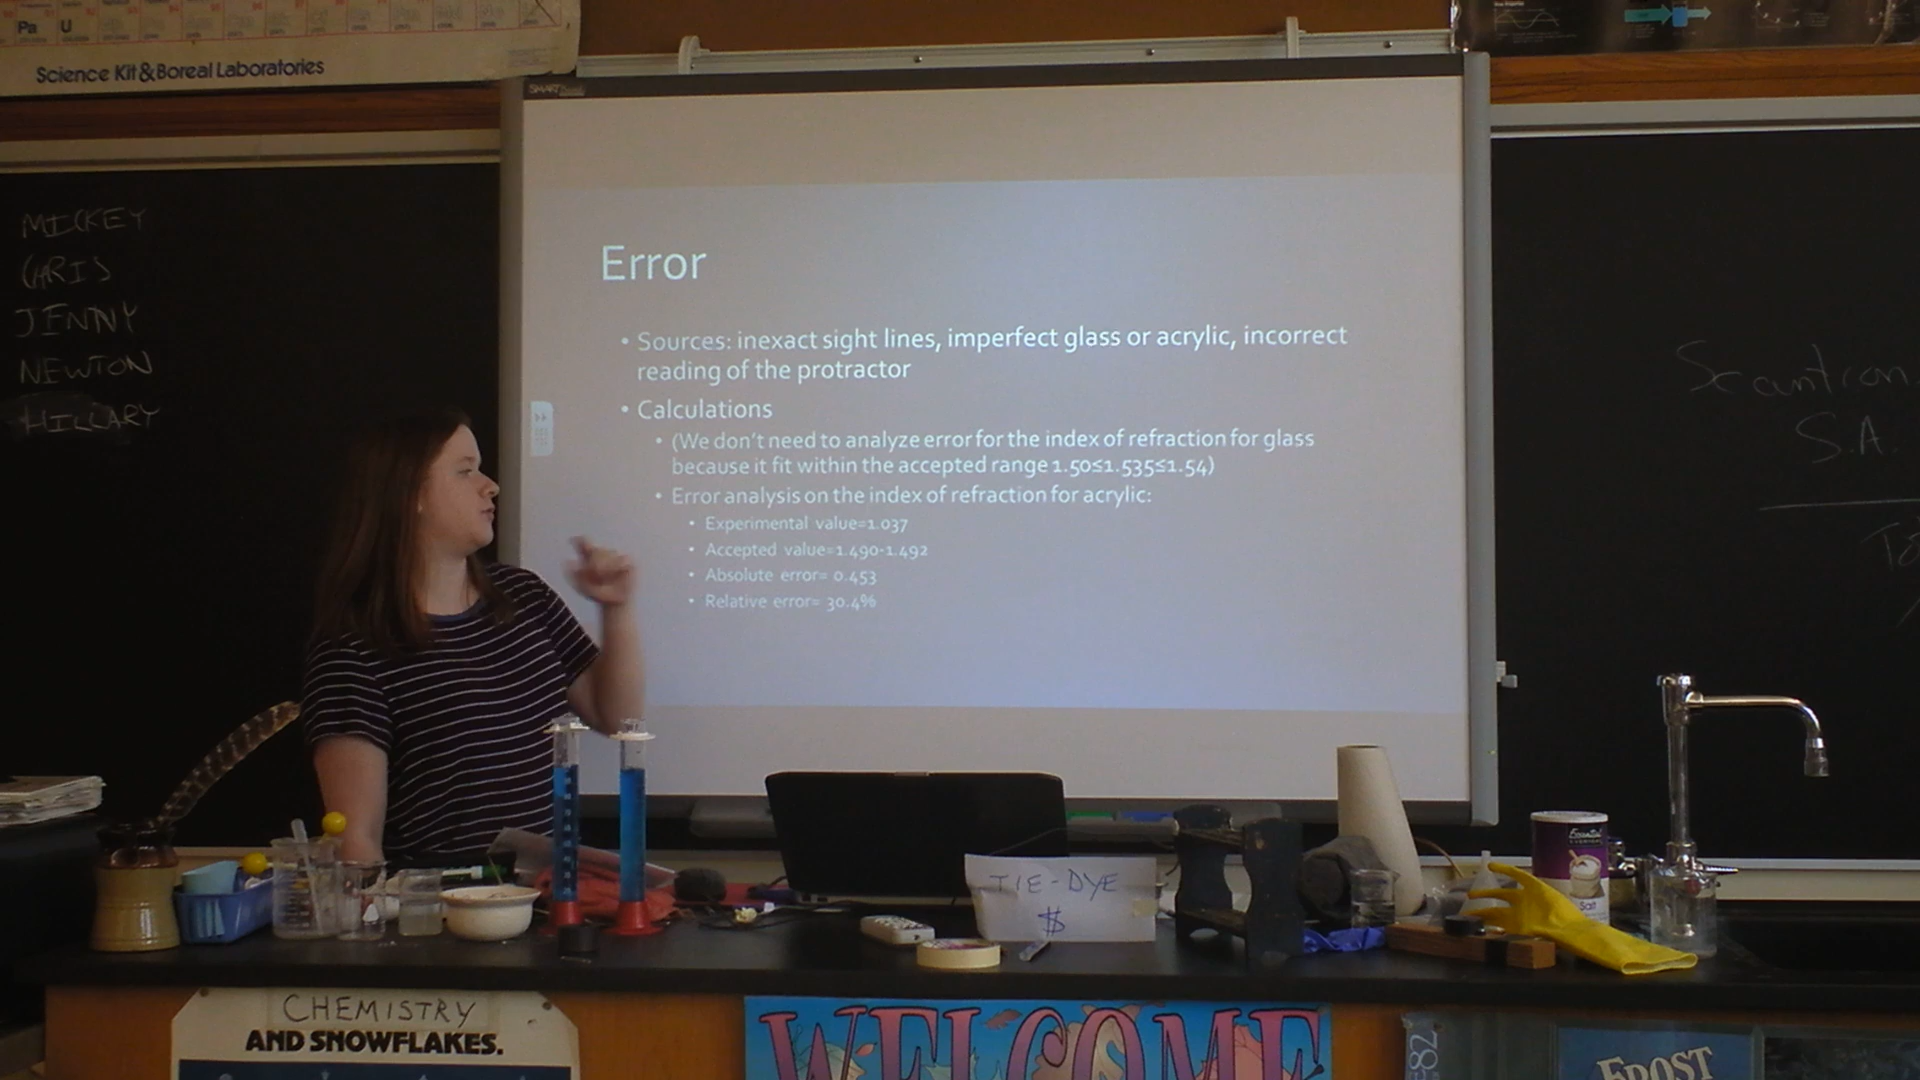 Pa U
Science Kit & Boreal Laboratories
SMART
MICKEY
CHRIS
JENNY
NEWTON
HILLARY
Error
• Sources: inexact sight lines, imperfect glass or acrylic, incorrect
reading of the protractor
• Calculations
• (We don't need to analyze error for the index of refraction for glass
because it fit within the accepted range 1.50≤1.535≤1.54)
• Error analysis on the index of refraction for acrylic:
• Experimental value=1.037
• Accepted value=1.490-1.492
• Absolute error= 0.453
• Relative error= 30.4%
Scantron
S.A.
TIE-DYE
$
Salt
CHEMISTRY
AND SNOWFLAKES.
WELCOME
82
FROST